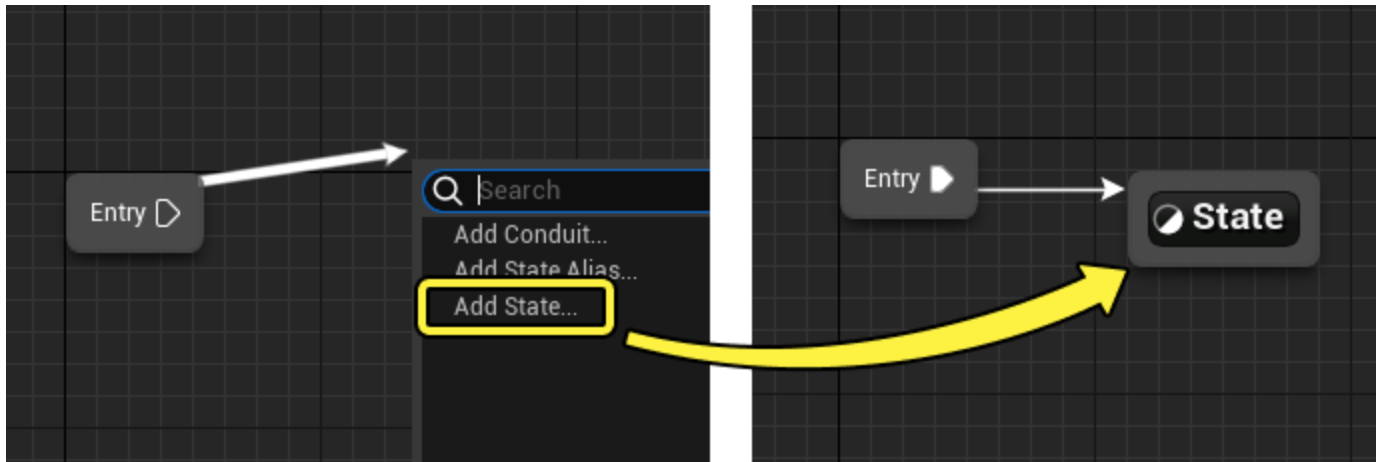 Entry
Search
Add Conduit...
Add State Alias...
Add State...
Entry
State